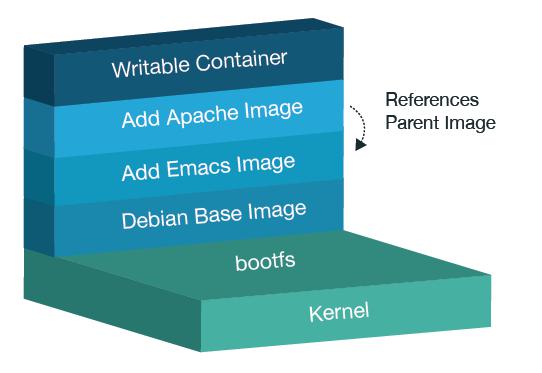 Writable Container
Add Apache Image
References
Parent Image
Add Emacs Image
Debian Base Image
bootfs
Kernel